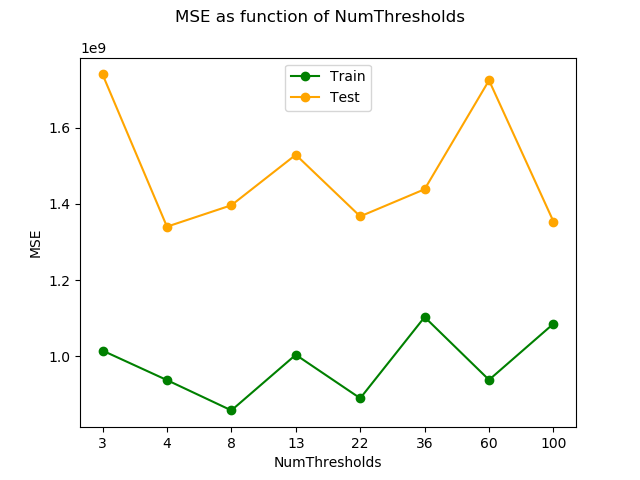 MSE as function of NumThresholds
1e9
Train
Test
1.6
1.4
1.2
1.0
MSE
3 4 8 13 22 36 60 100
NumThresholds